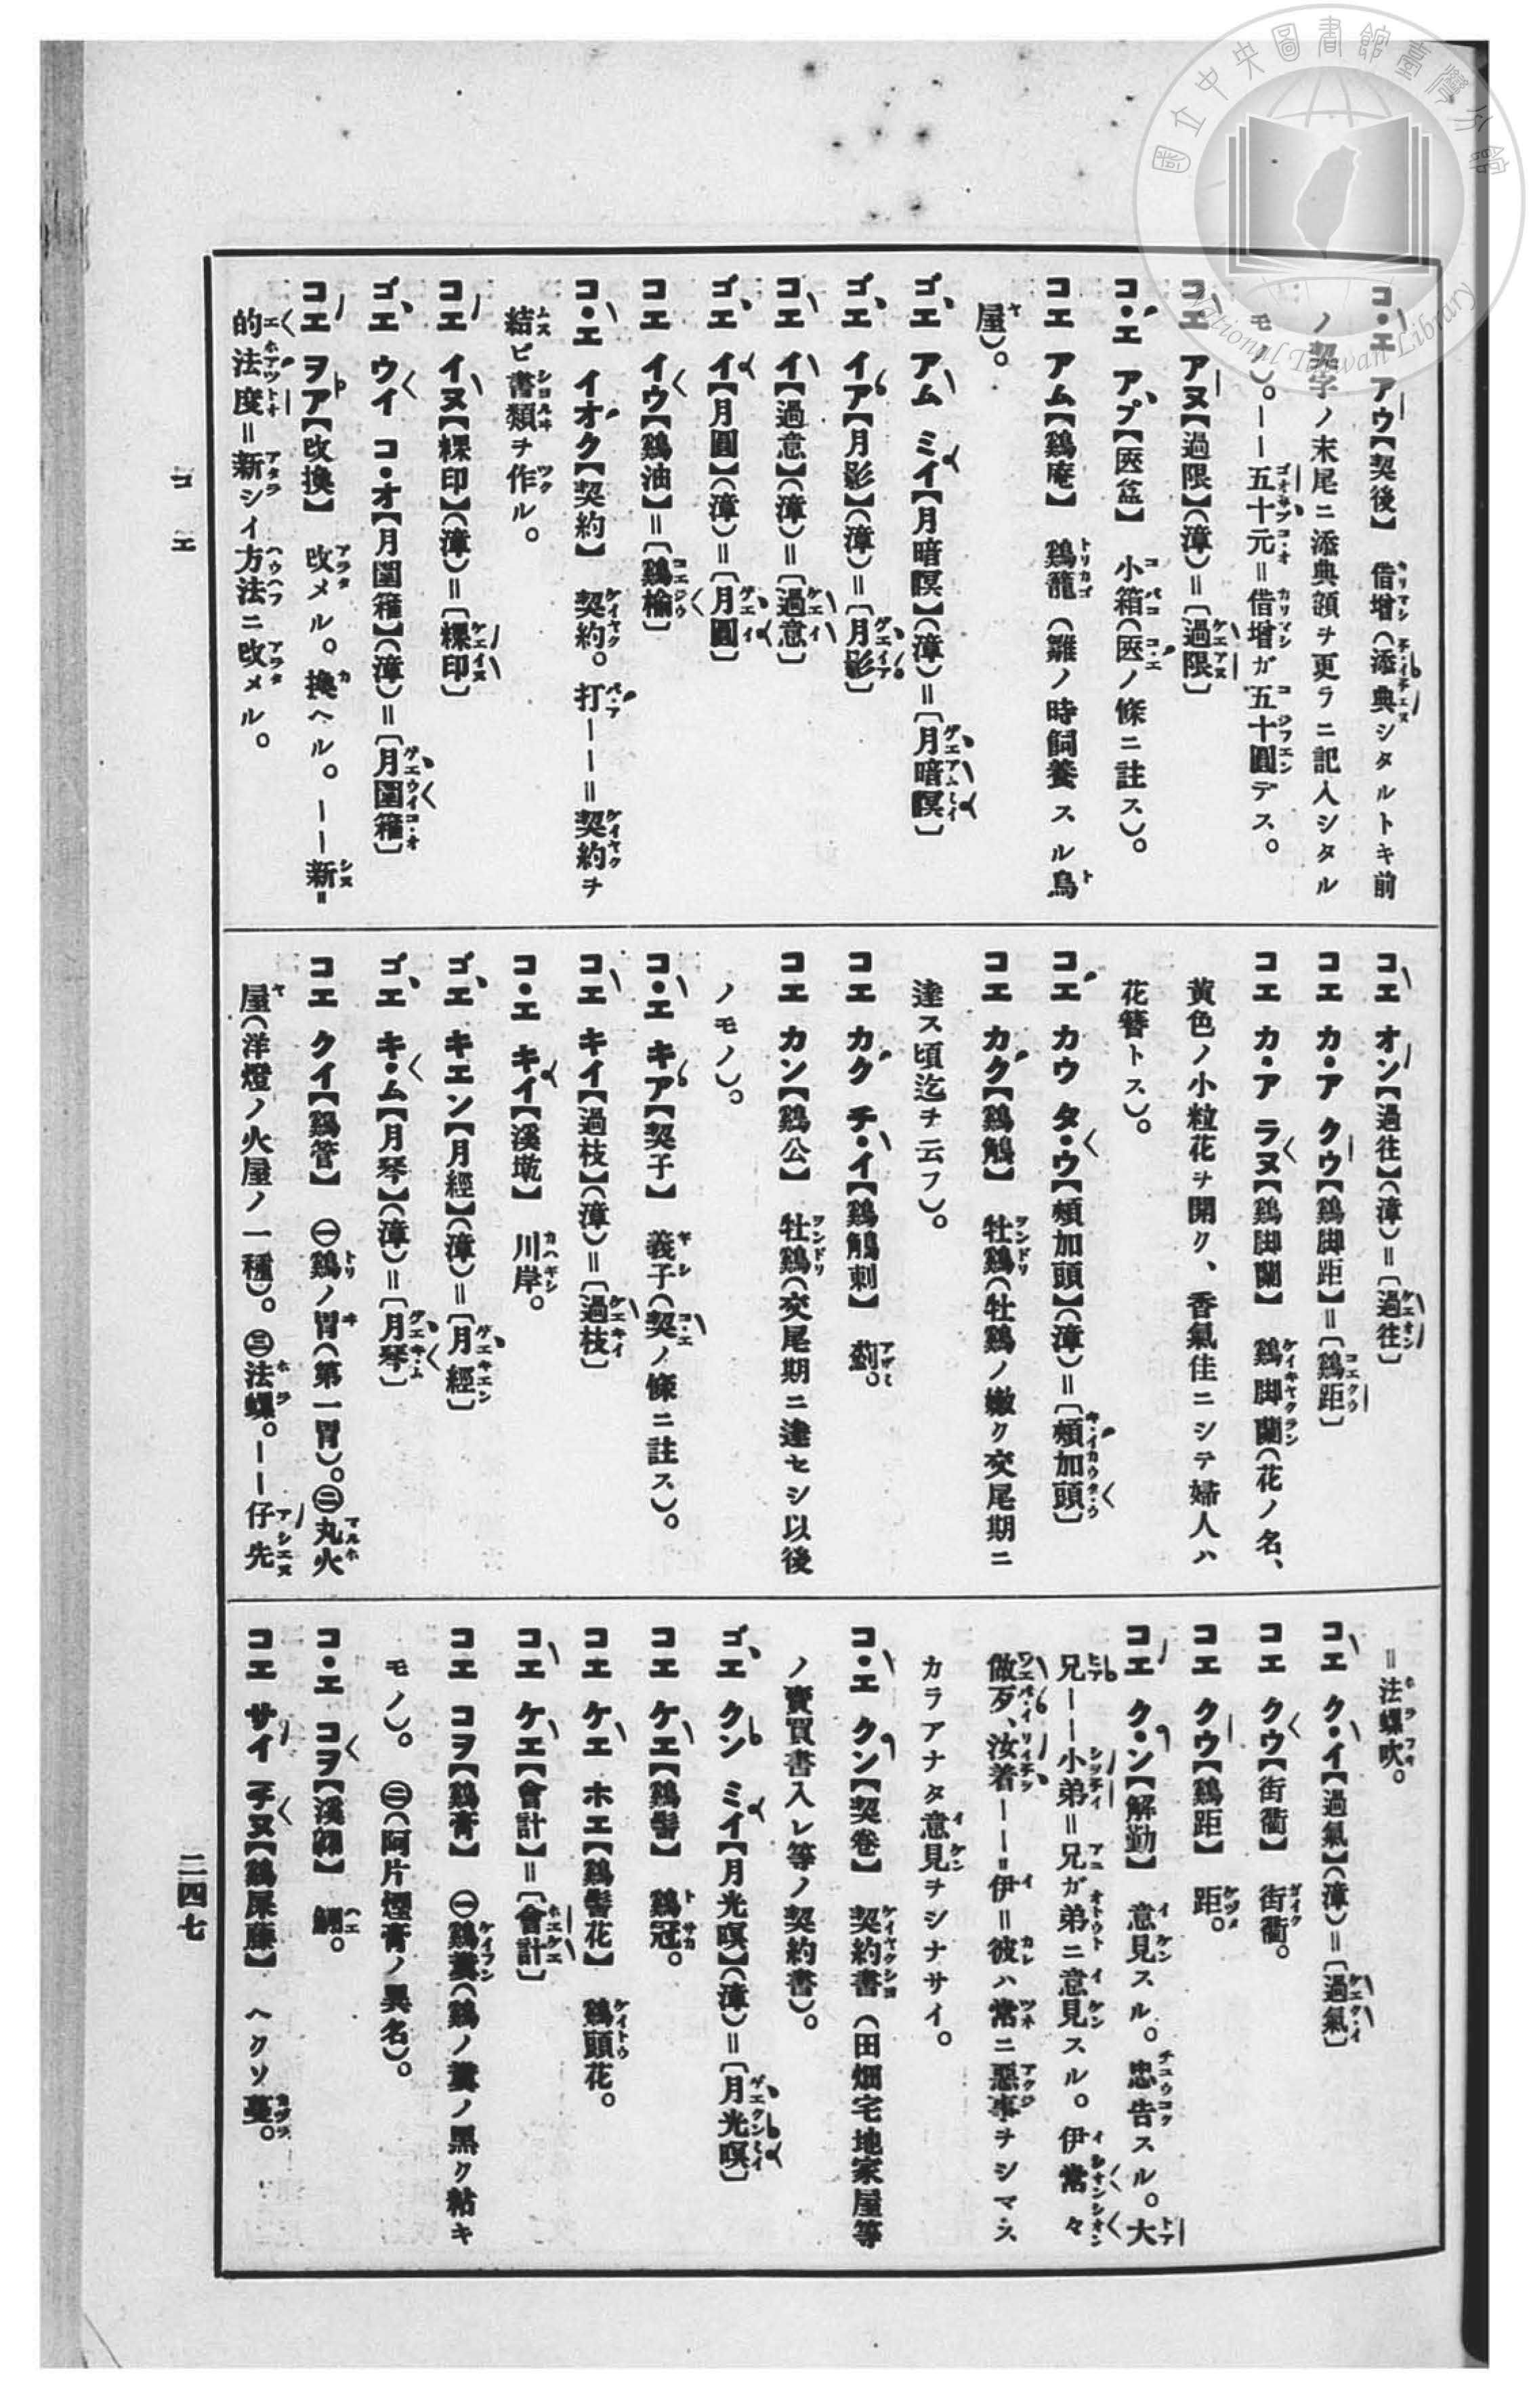 國立中央圖書館臺灣分館
National Taiwan Library
コ・エ アウ【契後】 借增(添典シタルトキ前
ノ契字ノ末尾ニ添典額ヲ更ラニ記入シタル
モノ)。——五十元=借增ガ五十圓デス。
コエ アヌ【過限】(漳)=〔過限〕
コ・エ アプ【医盆】 小箱(医ノ條ニ註ス)。
コエ アム【鷄庵】 鷄籠(雛ノ時飼養スル鳥
屋)。
ゴエ アム ミイ【月暗暝】(漳)=〔月暗暝〕
ゴエ イア【月影】(漳)=〔月影〕
コエ イ【過意】(漳)=〔過意〕
ゴエ イ【月圓】(漳)=〔月圓〕
コエ イウ【鷄油】=〔鷄楡〕
コ・エ イオク【契約】 契約。打——=契約ヲ
結ビ書類ヲ作ル。
コエ イヌ【粿印】(漳)=〔粿印〕
ゴエ ウイ コ・オ【月圍箍】(漳)=〔月圍箍〕
コエ ヲア【改換】 改メル。換ヘル。——新=
的法度=新シイ方法ニ改メル。
コエ オン【過往】(漳)=〔過往〕
コエ カ・ア クウ【鷄脚距】=〔鷄距〕
コエ カ・ア ラヌ【鷄脚蘭】 鷄脚蘭(花ノ名、
黄色ノ小粒花ヲ開ク、香氣佳ニシテ婦人ハ
花簪トス)。
コエ カウ タ・ウ【頰加頭】(漳)=〔頰加頭〕
コエ カク【鷄鵤】 牡鷄(牡鷄ノ嫩ク交尾期ニ
達ス頃迄ヲ云フ)。
コエ カク チ・イ【鷄鵤刺】 薊。
コエ カン【鷄公】 牡鷄(交尾期ニ達セシ以後
ノモノ)。
コ・エ キア【契子】 義子(契ノ條ニ註ス)。
コエ キイ【過枝】(漳)=〔過枝〕
コ・エ キイ【溪墘】 川岸。
ゴエ キエン【月經】(漳)=〔月經〕
ゴエ キ・ム【月琴】(漳)=〔月琴〕
コエ クイ【鷄管】 ㊀鷄ノ胃(第一胃)。㊁丸火
屋(洋燈ノ火屋ノ一種)。㊂法螺。——仔先
=法螺吹。
コエ ク・イ【過氣】(漳)=〔過氣〕
コエ クウ【街衢】 街衢。
コエ クウ【鷄距】 距。
コエ ク・ン【解勸】 意見スル。忠告スル。大
兄——小弟=兄ガ弟ニ意見スル。伊常々
做歹、汝着——=伊=彼ハ常ニ惡事ヲシマス
カラアナタ意見ヲシナサイ。
コ・エ クン【契卷】 契約書(田畑宅地家屋等
ノ賣買書入レ等ノ契約書)。
ゴエ クン ミイ【月光暝】(漳)=〔月光暝〕
コエ ケエ【鷄髻】 鷄冠。
コエ ケエ ホエ【鷄髻花】 鷄頭花。
コエ ケエ【會計】=〔會計〕
コエ コヲ【鷄膏】 ㊀鷄糞(鷄ノ糞ノ黑ク粘キ
モノ)。 ㊁(阿片煙膏ノ異名)。
コ・エ コヲ【溪】 。
コエ サイ チヌ【鷄屎藤】 ヘクソ蔓。
コエ
二四七